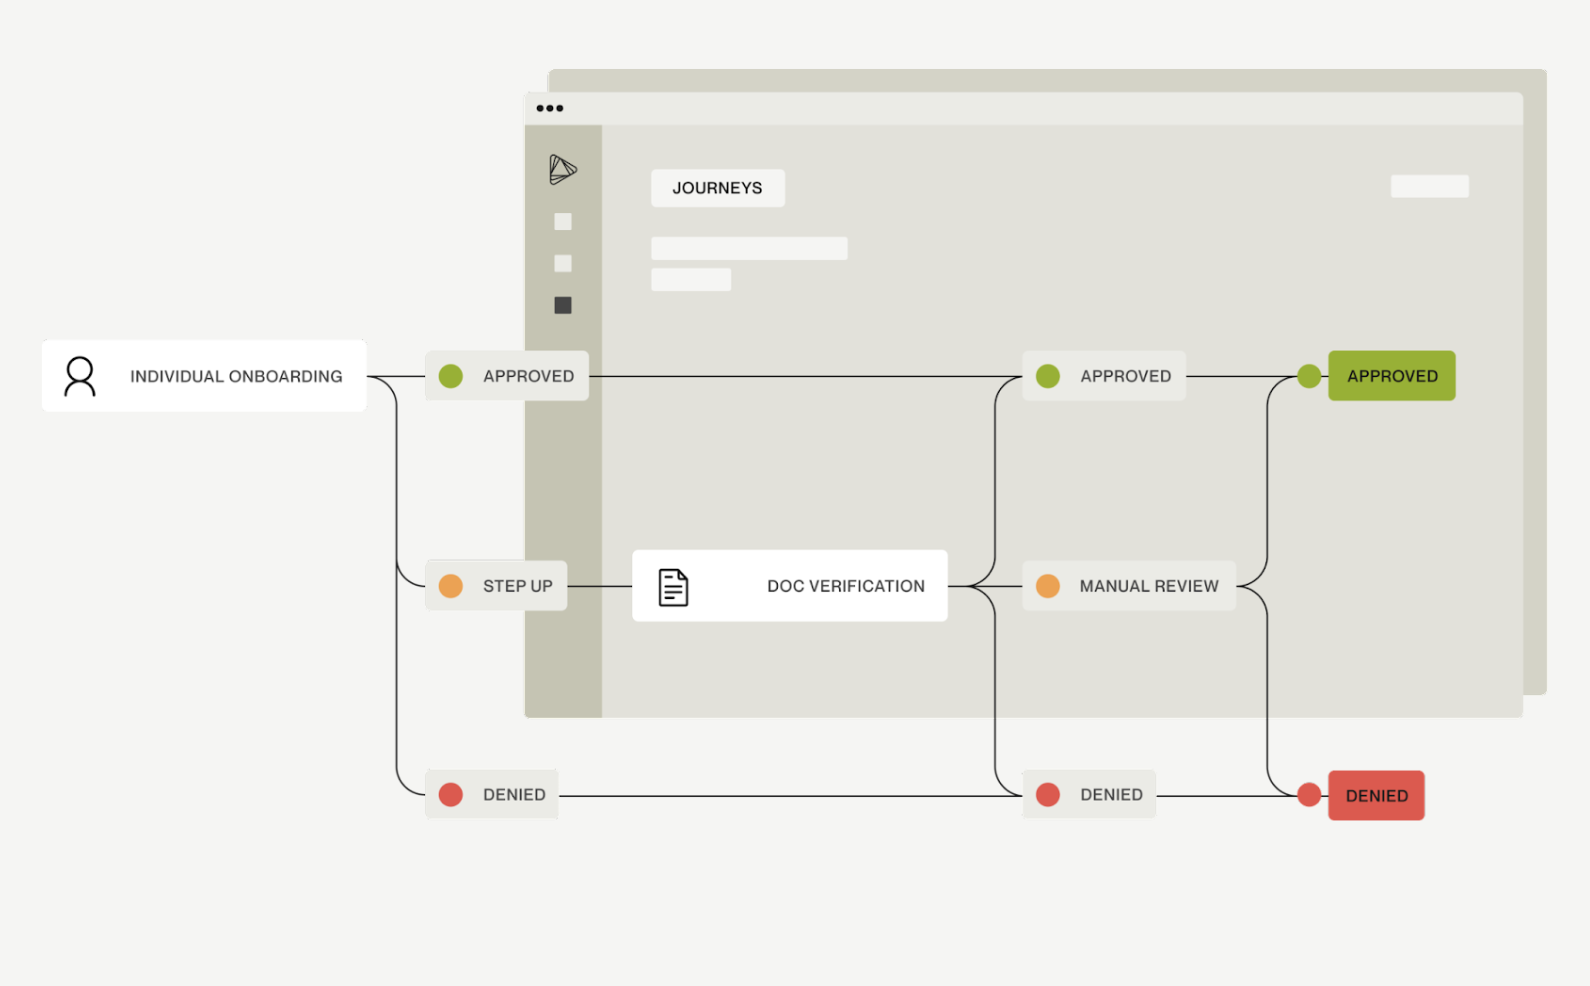 JOURNEYS
INDIVIDUAL ONBOARDING
APPROVED
APPROVED
APPROVED
STEP UP
DOC VERIFICATION
MANUAL REVIEW
DENIED
DENIED
DENIED